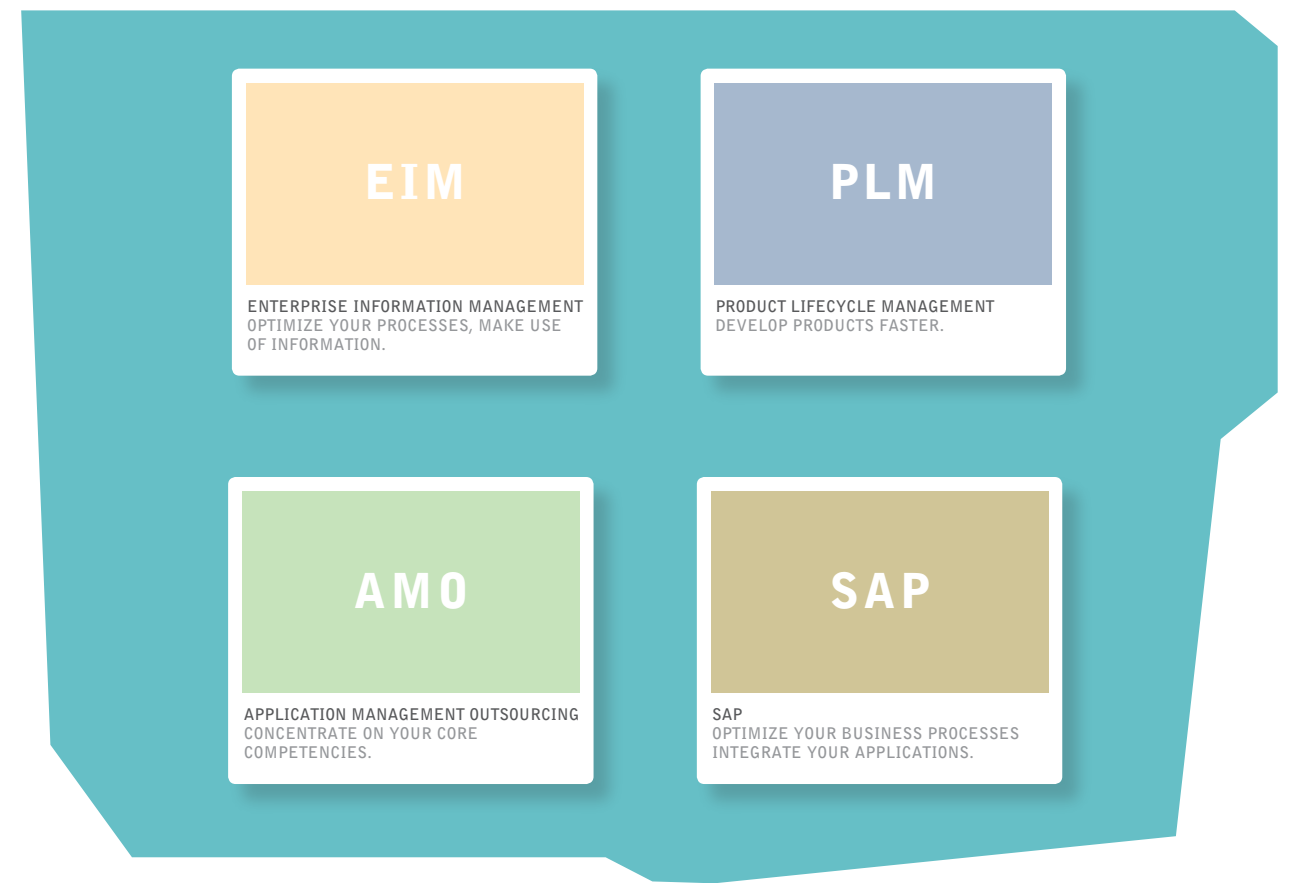 EIM
ENTERPRISE INFORMATION MANAGEMENT
OPTIMIZE YOUR PROCESSES, MAKE USE
OF INFORMATION.
PLM
PRODUCT LIFECYCLE MANAGEMENT
DEVELOP PRODUCTS FASTER.
AMO
APPLICATION MANAGEMENT OUTSOURCING
CONCENTRATE ON YOUR CORE
COMPETENCIES.
SAP
SAP
OPTIMIZE YOUR BUSINESS PROCESSES
INTEGRATE YOUR APPLICATIONS.